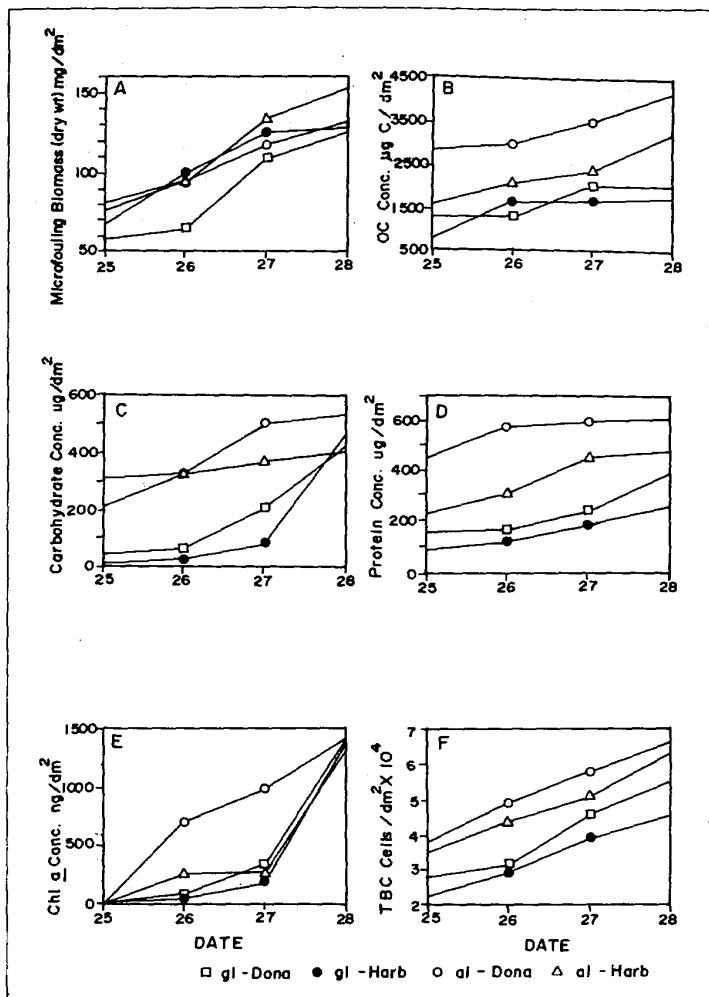 A
Microfouling Biomass (dry wt) mg/dm²
150
100
50
25 26 27 28
B
OC Conc. µg C / dm²
4500
3500
2500
1500
500
25 26 27 28
C
Carbohydrate Conc. ug/dm²
600
400
200
0
25 26 27 28
D
Protein Conc. ug/dm²
600
400
200
0
25 26 27 28
E
Chl a Conc. ng/dm²
1500
1000
500
0
25 26 27 28
DATE
F
TBC Cells/dm² X 10⁴
7
6
5
4
3
2
25 26 27 28
DATE
gl-Dona gl-Harb al-Dona al-Harb